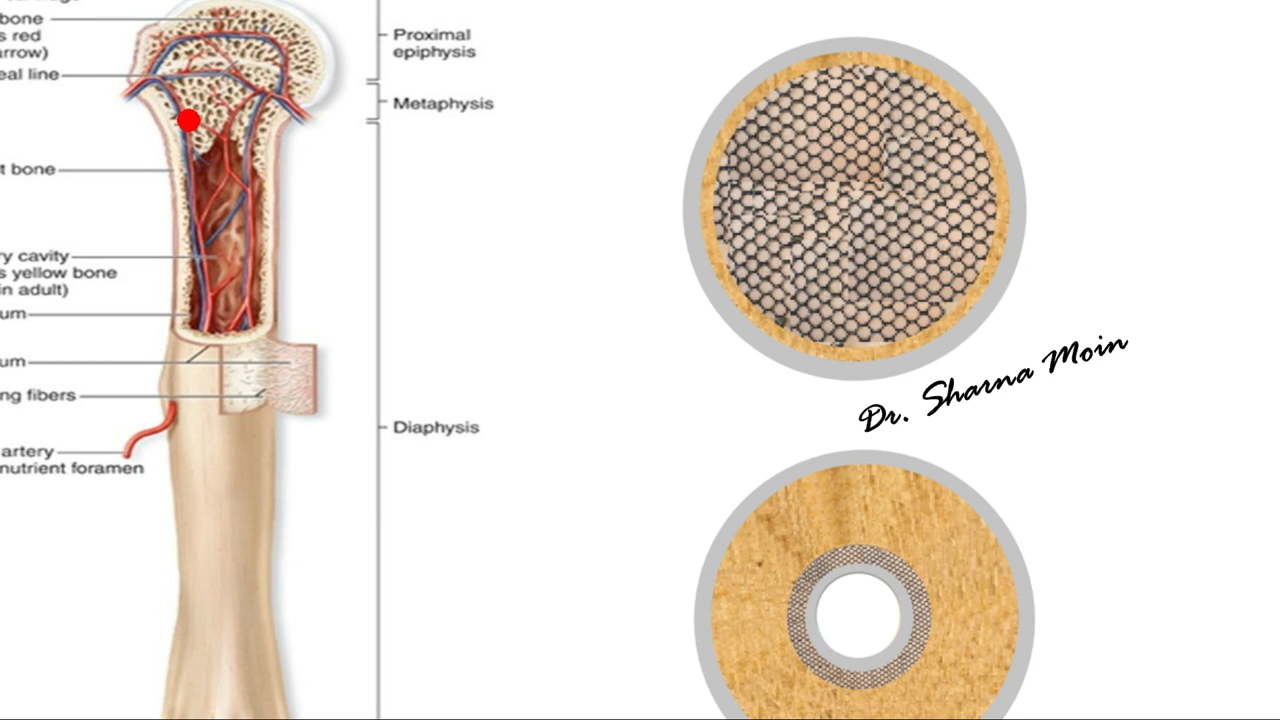 bone
s red
arrow)
eal line
t bone
ry cavity
s yellow bone
in adult)
um
um
ng fibers
artery
nutrient foramen
Proximal
epiphysis
Metaphysis
Diaphysis
Dr. Sharna Moin